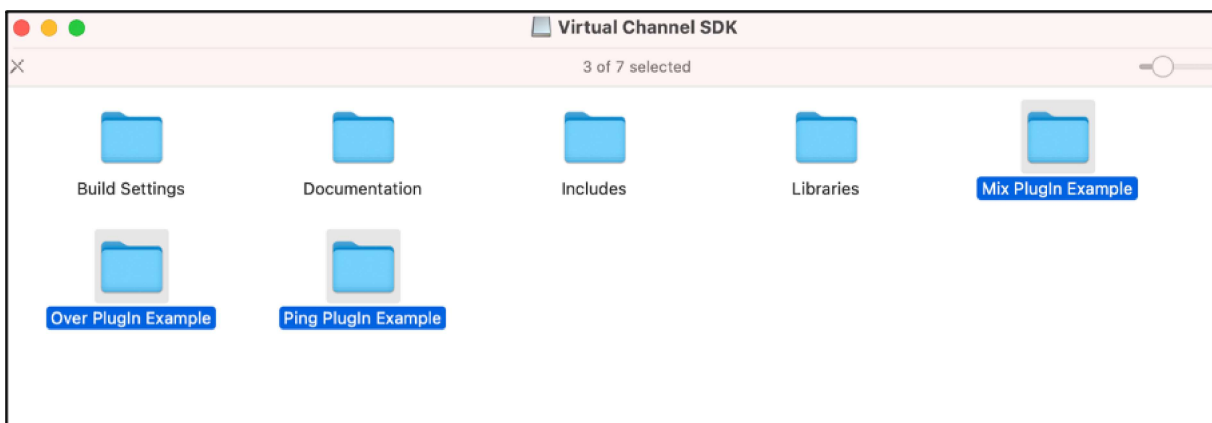 Virtual Channel SDK
3 of 7 selected
Build Settings
Documentation
Includes
Libraries
Mix PlugIn Example
Over PlugIn Example
Ping PlugIn Example